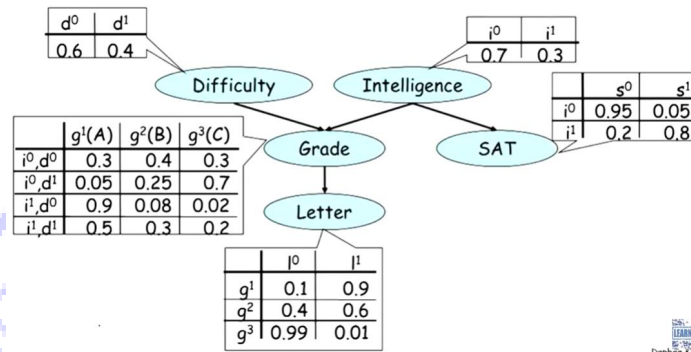 d⁰ d¹
0.6 0.4
i⁰ i¹
0.7 0.3
Difficulty
Intelligence
s⁰ s¹
i⁰ 0.95 0.05
i¹ 0.2 0.8
g¹(A) g²(B) g³(C)
i⁰,d⁰ 0.3 0.4 0.3
i⁰,d¹ 0.05 0.25 0.7
i¹,d⁰ 0.9 0.08 0.02
i¹,d¹ 0.5 0.3 0.2
Grade
SAT
Letter
l⁰ l¹
g¹ 0.1 0.9
g² 0.4 0.6
g³ 0.99 0.01
LEARN